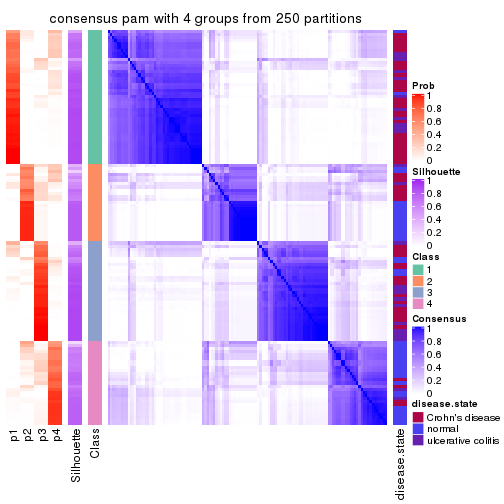 consensus pam with 4 groups from 250 partitions
Prob
1
0.8
0.6
0.4
0.2
0
Silhouette
1
0.8
0.6
0.4
0.2
0
Class
1
2
3
4
Consensus
1
0.8
0.6
0.4
0.2
0
disease.state
Crohn's disease
normal
ulcerative colitis
p1
p2
p3
p4
Silhouette
Class
disease.state